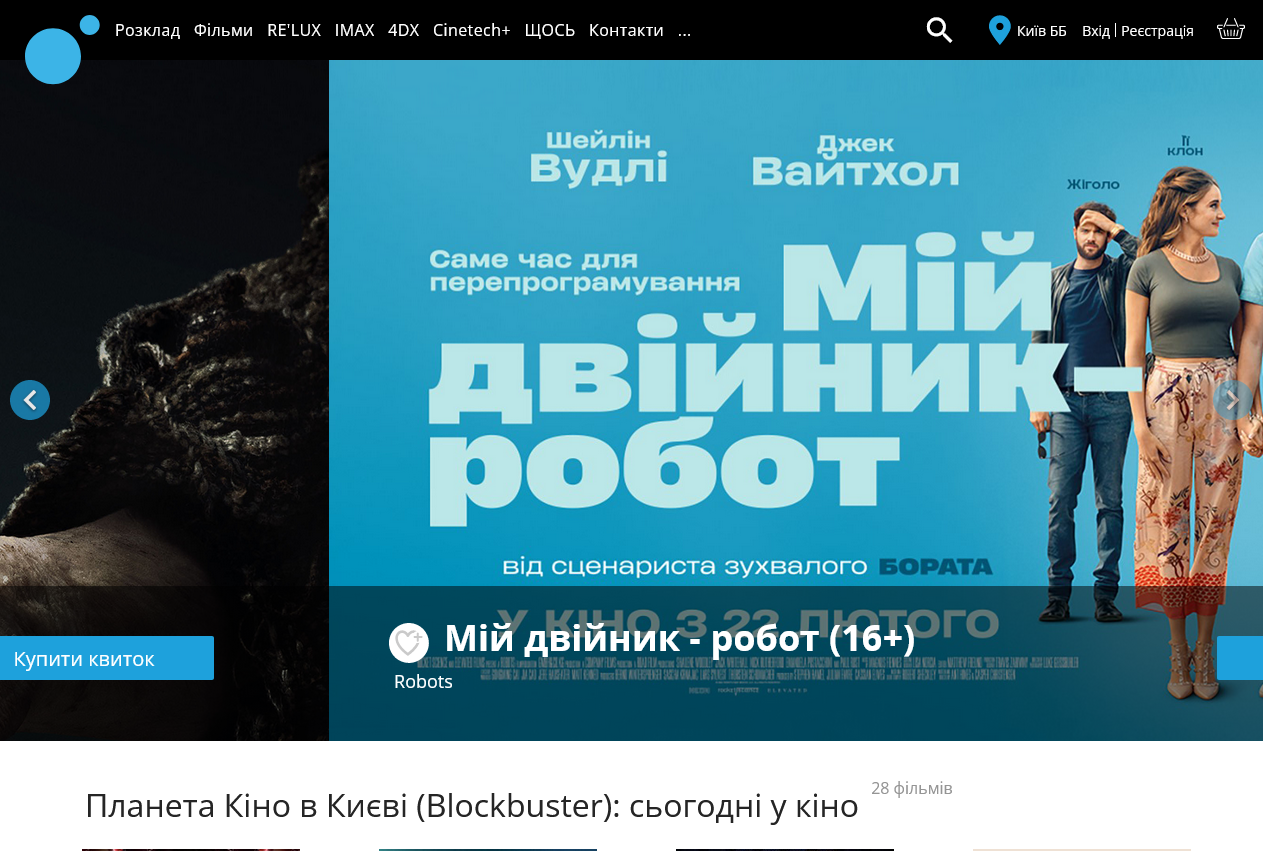 Розклад Фільми RE'LUX IMAX 4DX Cinetech+ ЩОСЬ Контакти ...
Київ ББ Вхід | Реєстрація
Шейлін
Вудлі
Джек
Вайтхол
Її
клон
Жіголо
Саме час для
перепрограмування
Мій
двійник-
робот
від сценариста зухвалого БОРАТА
У КІНО З 22 ЛЮТОГО
Купити квиток
Мій двійник - робот (16+)
Robots
Планета Кіно в Києві (Blockbuster): сьогодні у кіно
28 фільмів